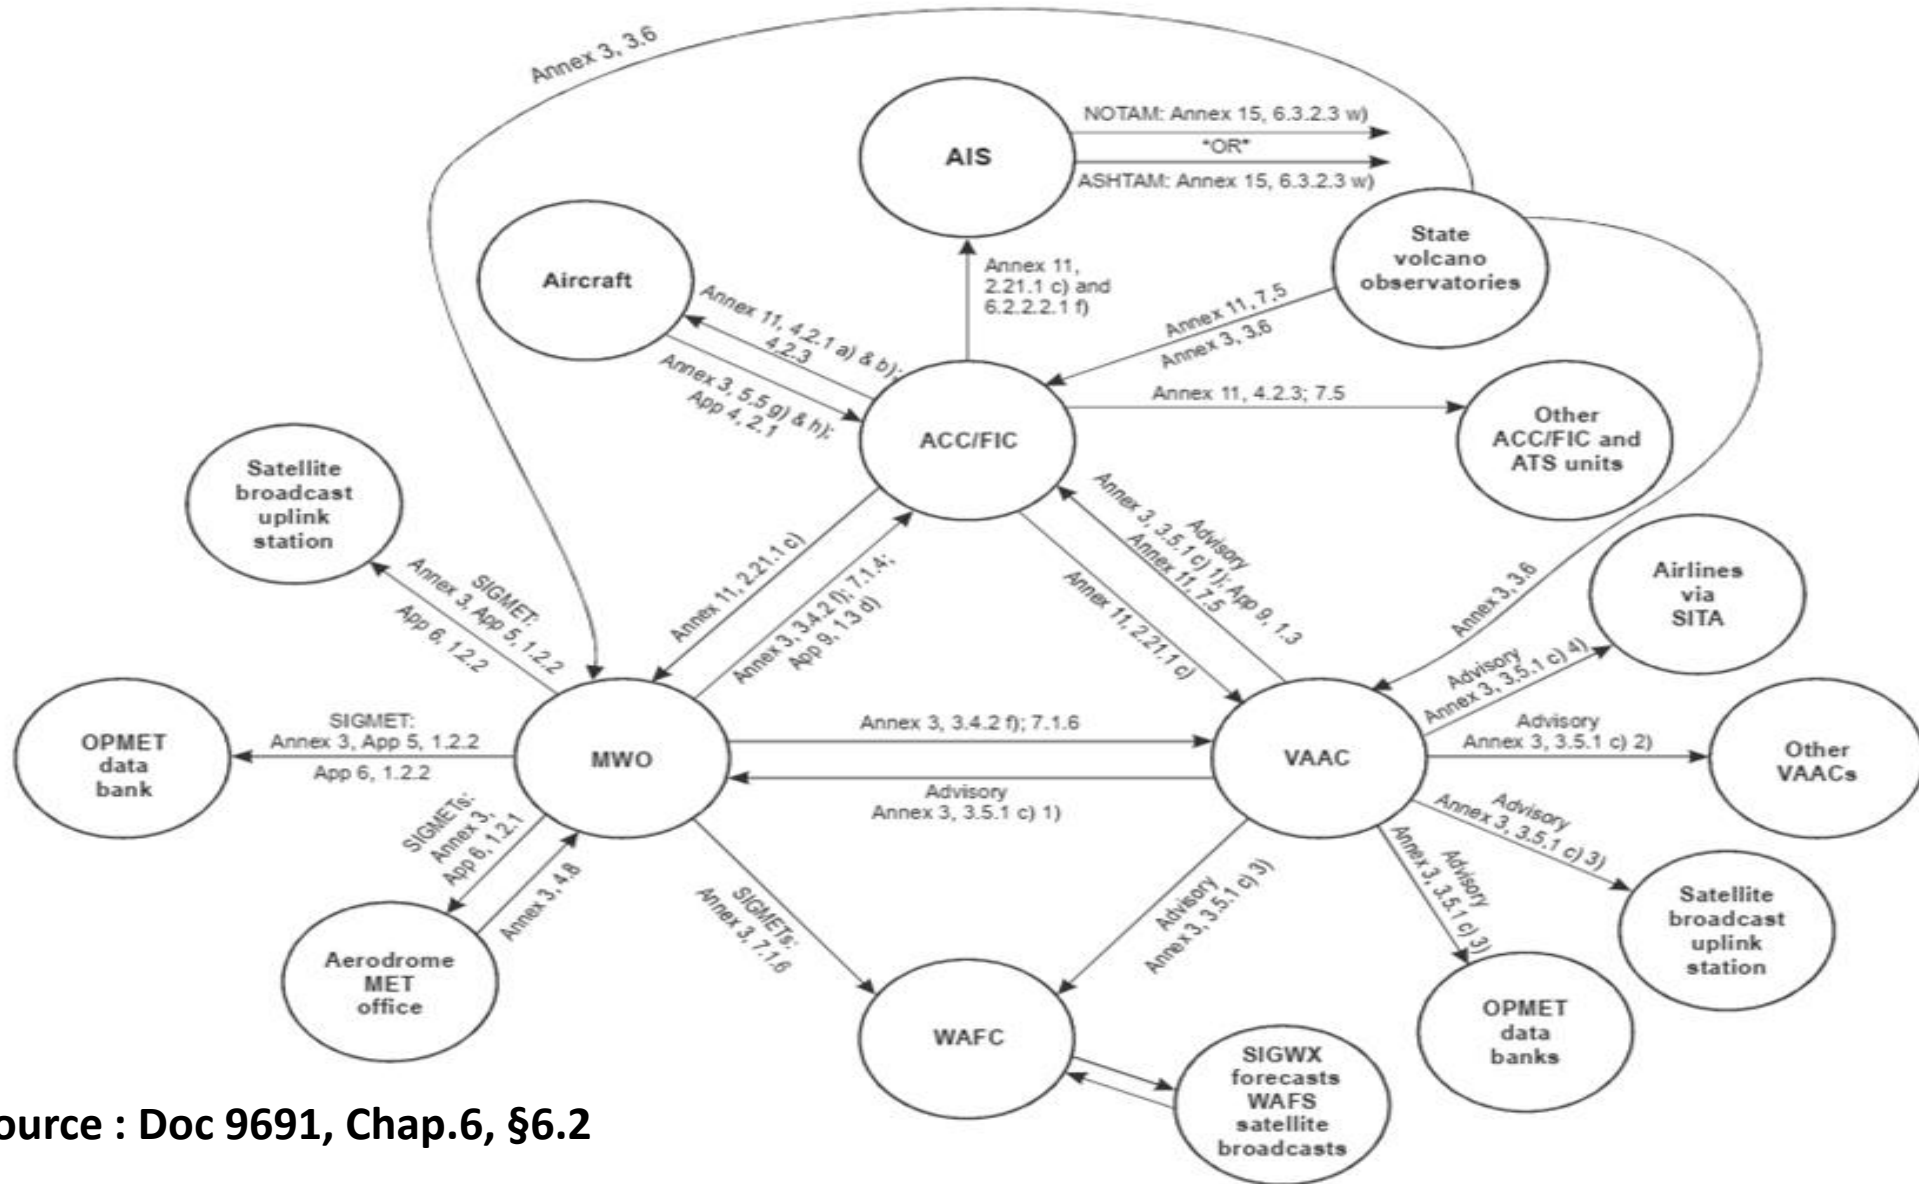 Annex 3, 3.6
AIS
NOTAM: Annex 15, 6.3.2.3 w)
*OR*
ASHTAM: Annex 15, 6.3.2.3 w)
State
volcano
observatories
Aircraft
Annex 11,
2.21.1 c) and
6.2.2.2.1 f)
Annex 11, 4.2.1 a) & b);
4.2.3
Annex 3, 5.5 g) & h);
App 4, 2.1
Annex 11, 7.5
Annex 3, 3.6
Annex 11, 4.2.3; 7.5
ACC/FIC
Other
ACC/FIC and
ATS units
Satellite
broadcast
uplink
station
SIGMET:
Annex 3, App 5, 1.2.2
App 6, 1.2.2
Annex 11, 2.21.1 c)
Annex 3, 3.4.2 f); 7.1.4;
App 9, 1.3 d)
Annex 11, 2.21.1 c)
Advisory
Annex 3, 3.5.1 c) 1); App 9, 1.3
Annex 11, 7.5
Annex 3, 3.6
Airlines
via
SITA
Advisory
Annex 3, 3.5.1 c) 4)
OPMET
data
bank
SIGMET:
Annex 3, App 5, 1.2.2
App 6, 1.2.2
MWO
Annex 3, 3.4.2 f); 7.1.6
Advisory
Annex 3, 3.5.1 c) 1)
VAAC
Advisory
Annex 3, 3.5.1 c) 2)
Other
VAACs
SIGMETs:
Annex 3,
App 6, 1.2.1
Annex 3, 4.8
Aerodrome
MET
office
SIGMETs:
Annex 3, 7.1.6
Advisory
Annex 3, 3.5.1 c) 3)
Advisory
Annex 3, 3.5.1 c) 3)
Advisory
Annex 3, 3.5.1 c) 3)
Satellite
broadcast
uplink
station
OPMET
data
banks
WAFC
SIGWX
forecasts
WAFS
satellite
broadcasts
ource : Doc 9691, Chap.6, §6.2